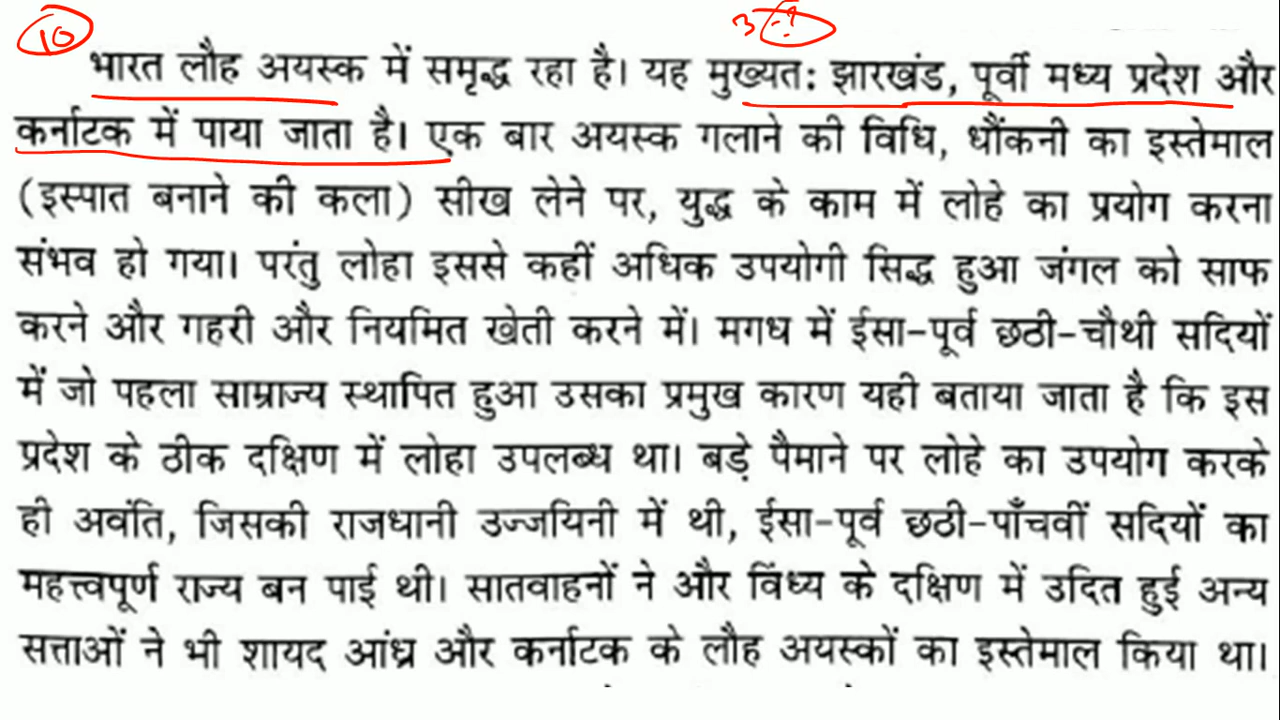 10
3 ?
भारत लौह अयस्क में समृद्ध रहा है। यह मुख्यत: झारखंड, पूर्वी मध्य प्रदेश और
कर्नाटक में पाया जाता है। एक बार अयस्क गलाने की विधि, धौंकनी का इस्तेमाल
(इस्पात बनाने की कला) सीख लेने पर, युद्ध के काम में लोहे का प्रयोग करना
संभव हो गया। परंतु लोहा इससे कहीं अधिक उपयोगी सिद्ध हुआ जंगल को साफ
करने और गहरी और नियमित खेती करने में। मगध में ईसा-पूर्व छठी-चौथी सदियों
में जो पहला साम्राज्य स्थापित हुआ उसका प्रमुख कारण यही बताया जाता है कि इस
प्रदेश के ठीक दक्षिण में लोहा उपलब्ध था। बड़े पैमाने पर लोहे का उपयोग करके
ही अवंति, जिसकी राजधानी उज्जयिनी में थी, ईसा-पूर्व छठी-पाँचवीं सदियों का
महत्त्वपूर्ण राज्य बन पाई थी। सातवाहनों ने और विंध्य के दक्षिण में उदित हुई अन्य
सत्ताओं ने भी शायद आंध्र और कर्नाटक के लौह अयस्कों का इस्तेमाल किया था।